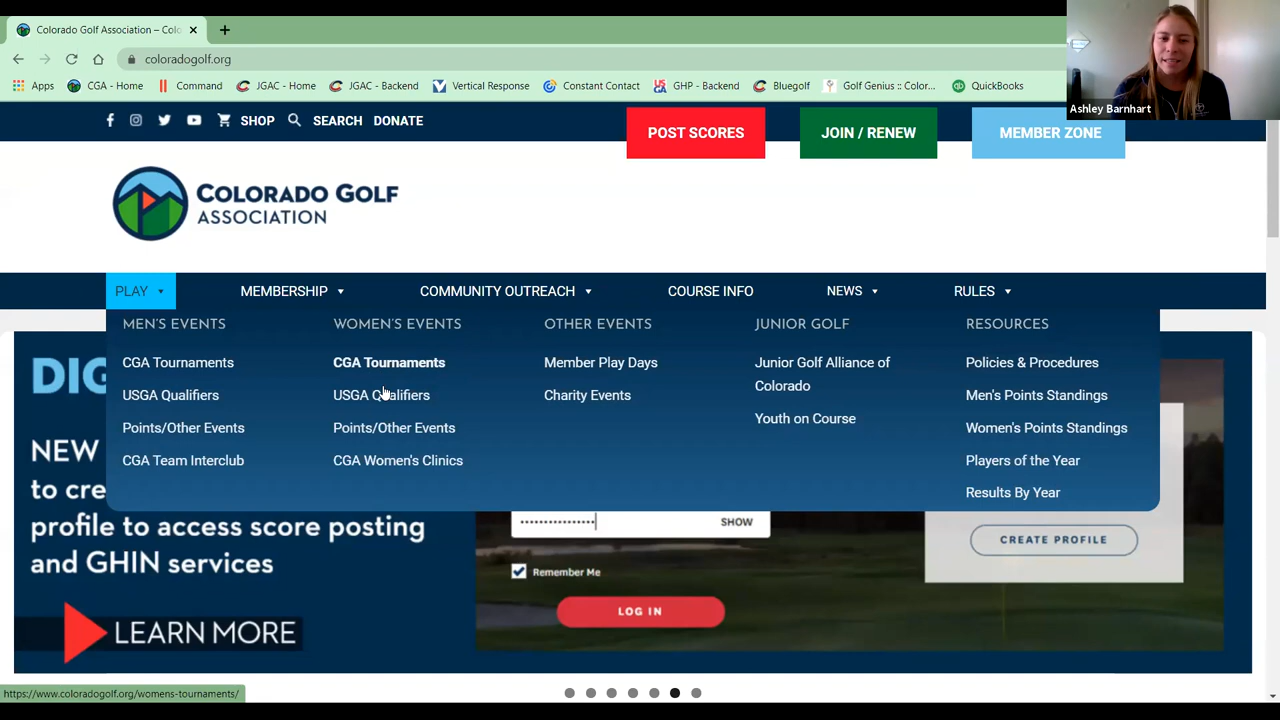 Colorado Golf Association – Colo
coloradogolf.org
Apps CGA - Home Command JGAC - Home JGAC - Backend Vertical Response Constant Contact GHP - Backend Bluegolf Golf Genius :: Color... QuickBooks
Ashley Barnhart
SHOP SEARCH DONATE
POST SCORES JOIN / RENEW MEMBER ZONE
COLORADO GOLF
ASSOCIATION
PLAY MEMBERSHIP COMMUNITY OUTREACH COURSE INFO NEWS RULES
MEN'S EVENTS WOMEN'S EVENTS OTHER EVENTS JUNIOR GOLF RESOURCES
CGA Tournaments CGA Tournaments Member Play Days Junior Golf Alliance of Policies & Procedures
Colorado
USGA Qualifiers USGA Qualifiers Charity Events Men's Points Standings
Youth on Course
Points/Other Events Points/Other Events Women's Points Standings
CGA Team Interclub CGA Women's Clinics Players of the Year
Results By Year
DIG
NEW
to cre
profile to access score posting
and GHIN services
LEARN MORE
SHOW
Remember Me
LOG IN
CREATE PROFILE
https://www.coloradogolf.org/womens-tournaments/